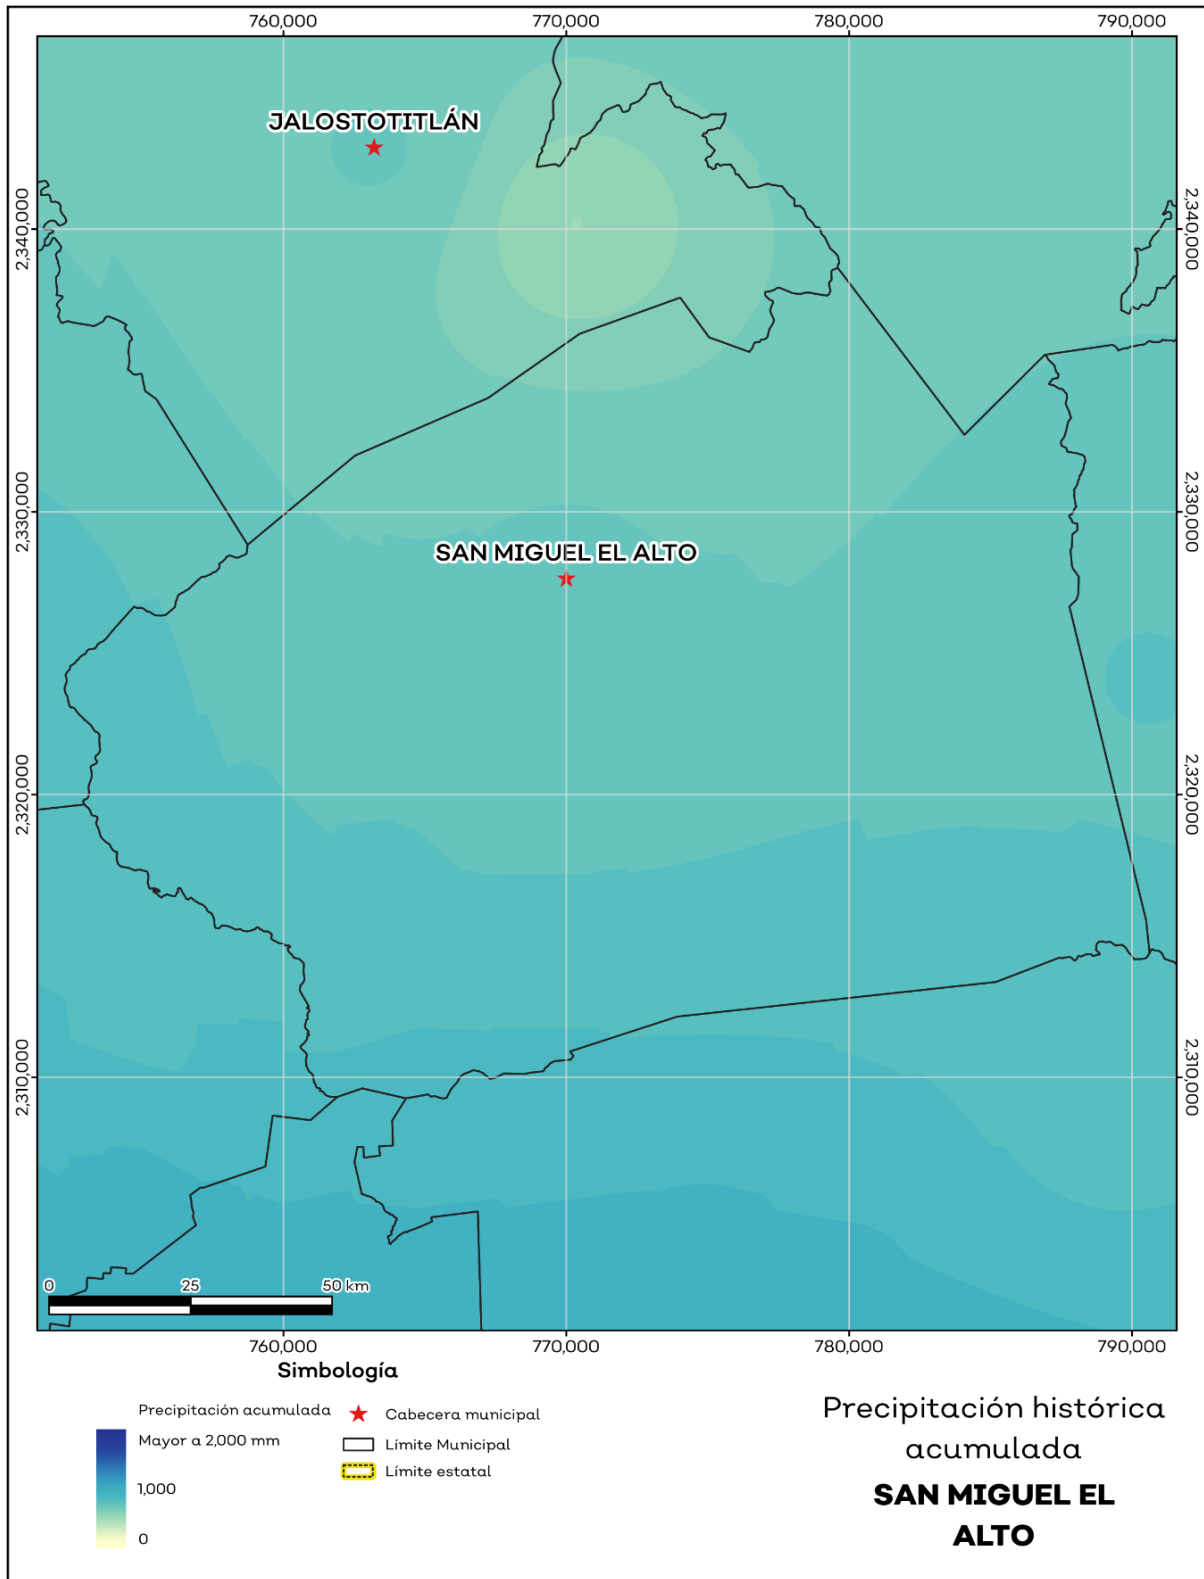 760,000
770,000
780,000
790,000
JALOSTOTITLÁN
2,340,000
2,340,000
2,330,000
2,330,000
SAN MIGUEL EL ALTO
2,320,000
2,320,000
2,310,000
2,310,000
0
25
50 km
760,000
770,000
780,000
790,000
Simbología
Precipitación acumulada
Mayor a 2,000 mm
1,000
0
Cabecera municipal
Límite Municipal
Límite estatal
Precipitación histórica
acumulada
SAN MIGUEL EL
ALTO